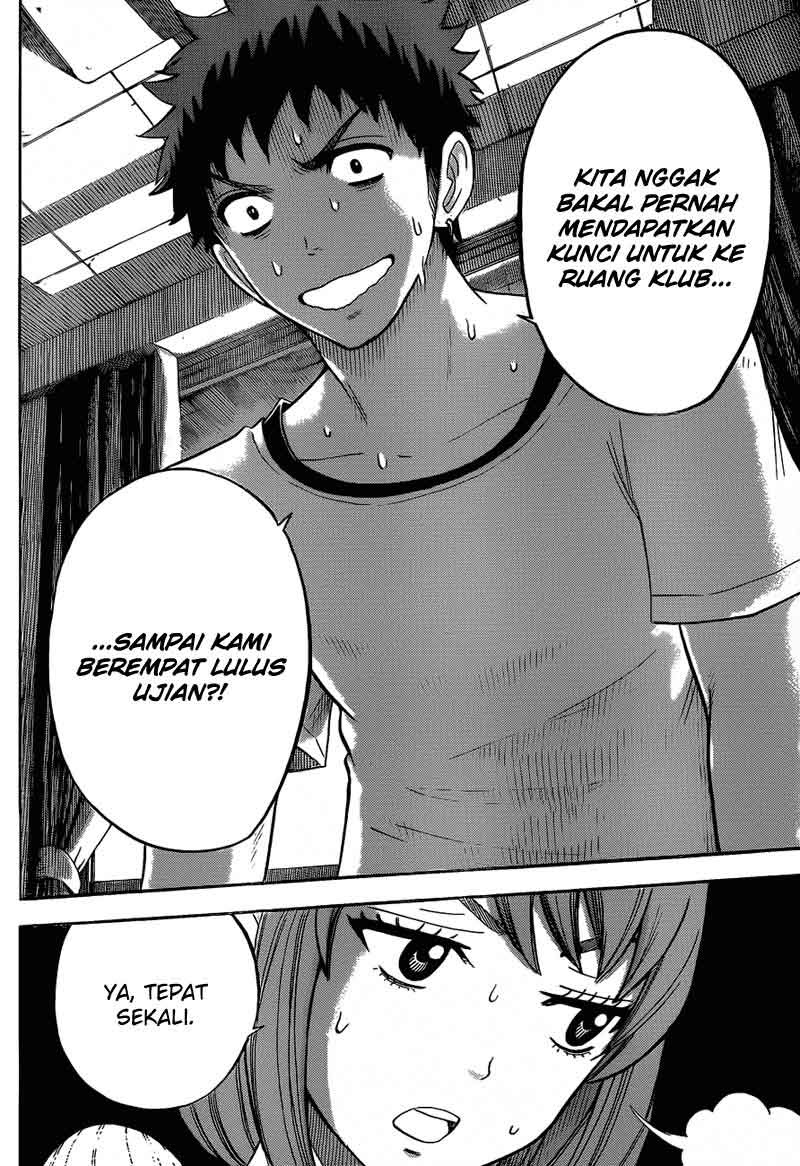 KITA NGGAK
BAKAL PERNAH
MENDAPATKAN
KUNCI UNTUK KE
RUANG KLUB...
...SAMPAI KAMI
BEREMPAT LULUS
UJIAN?!
YA, TEPAT
SEKALI.